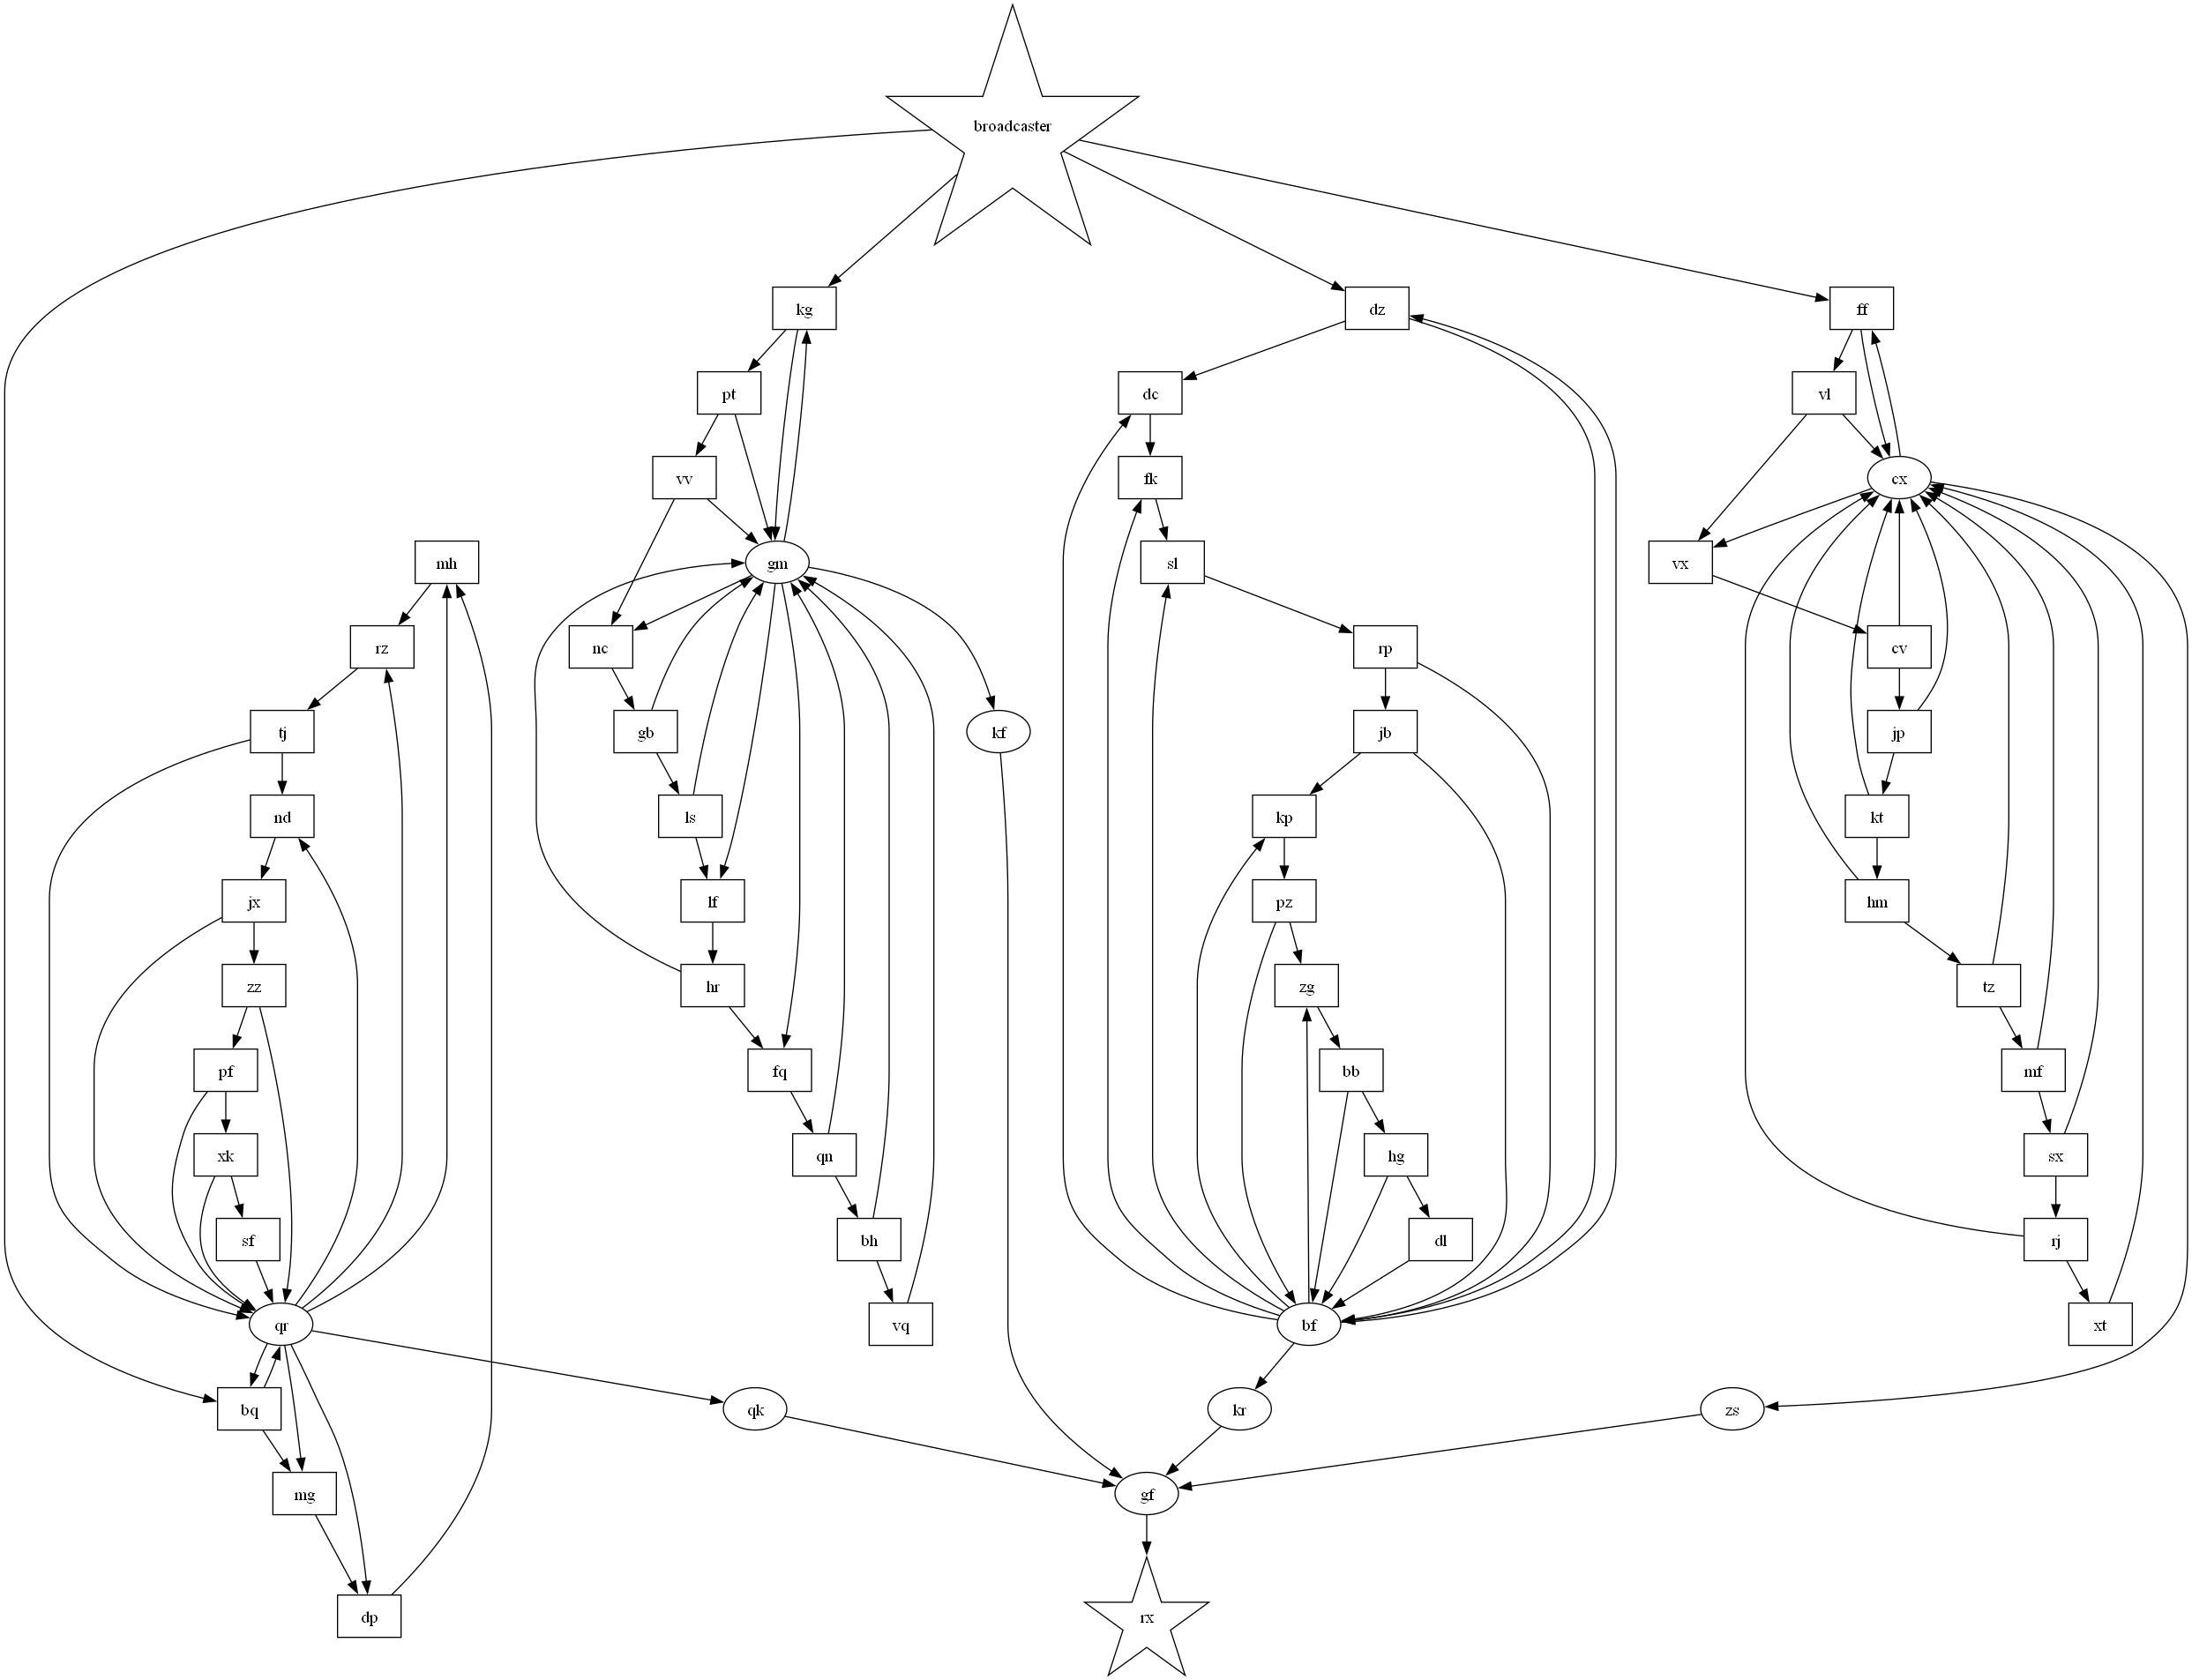 broadcaster
kg
dz
ff
pt
dc
vl
vv
fk
cx
mh
gm
sl
vx
rz
nc
rp
cv
tj
gb
kf
jb
jp
nd
ls
kp
kt
jx
lf
pz
hm
zz
hr
zg
tz
pf
fq
bb
mf
xk
qn
hg
sx
sf
bh
dl
rj
qr
vq
bf
xt
bq
qk
kr
zs
mg
gf
dp
rx